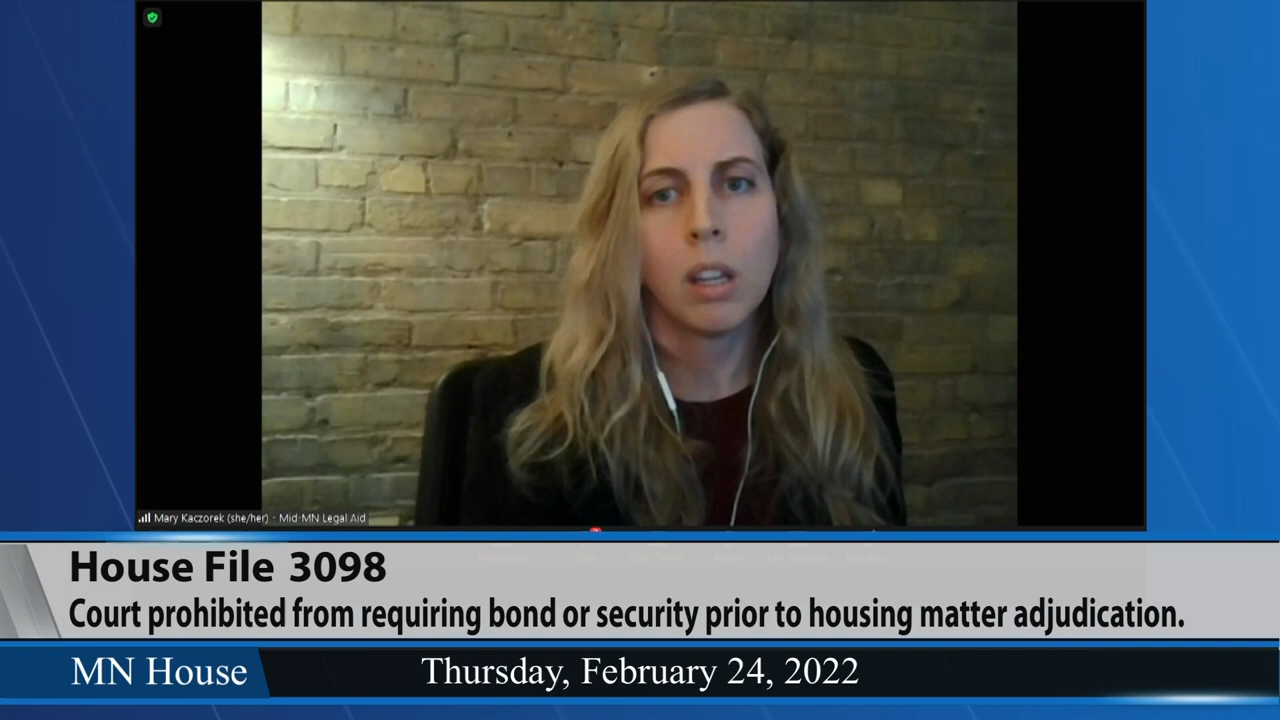 Mary Kaczorek (she/her) - Mid-MN Legal Aid
House File 3098
Court prohibited from requiring bond or security prior to housing matter adjudication.
MN House
Thursday, February 24, 2022